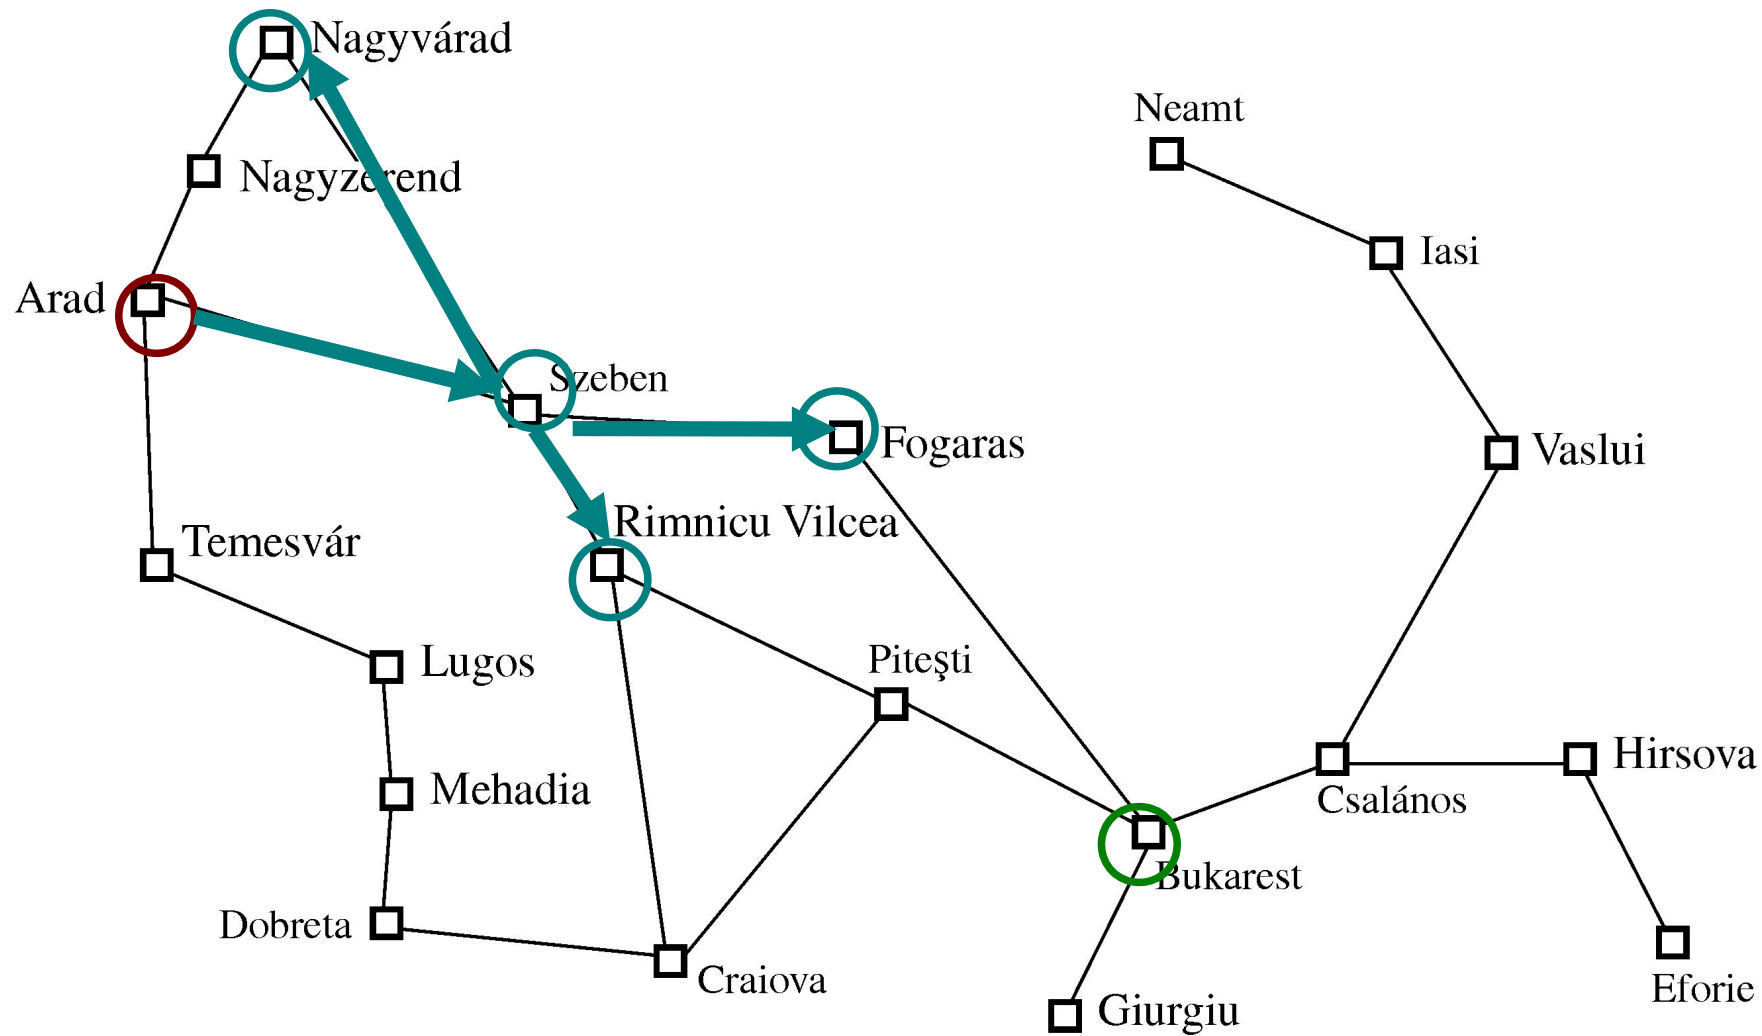 Nagyvárad
Neamt
Nagyzerend
Iasi
Arad
Szeben
Fogaras
Vaslui
Rimnicu Vilcea
Temesvár
Lugos
Piteşti
Hirsova
Mehadia
Csalános
Bukarest
Dobreta
Craiova
Eforie
Giurgiu